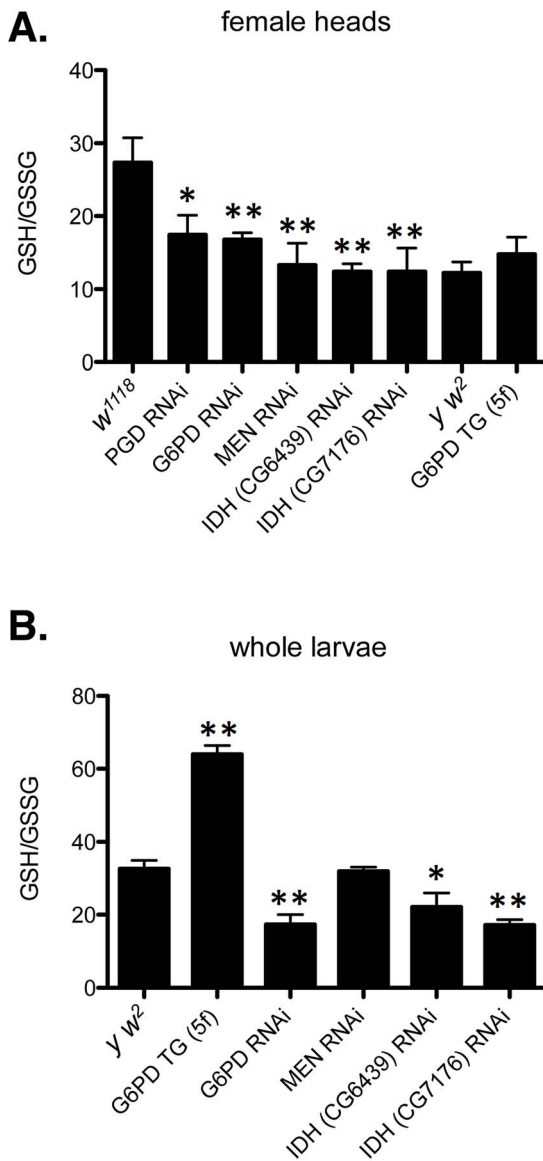 A.
female heads
GSH/GSSG
40
30
20
10
0
*
**
**
**
**
w1118
PGD RNAi
G6PD RNAi
MEN RNAi
IDH (CG6439) RNAi
IDH (CG7176) RNAi
y w2
G6PD TG (5f)
B.
whole larvae
GSH/GSSG
80
60
40
20
0
**
**
*
**
y w2
G6PD TG (5f)
G6PD RNAi
MEN RNAi
IDH (CG6439) RNAi
IDH (CG7176) RNAi